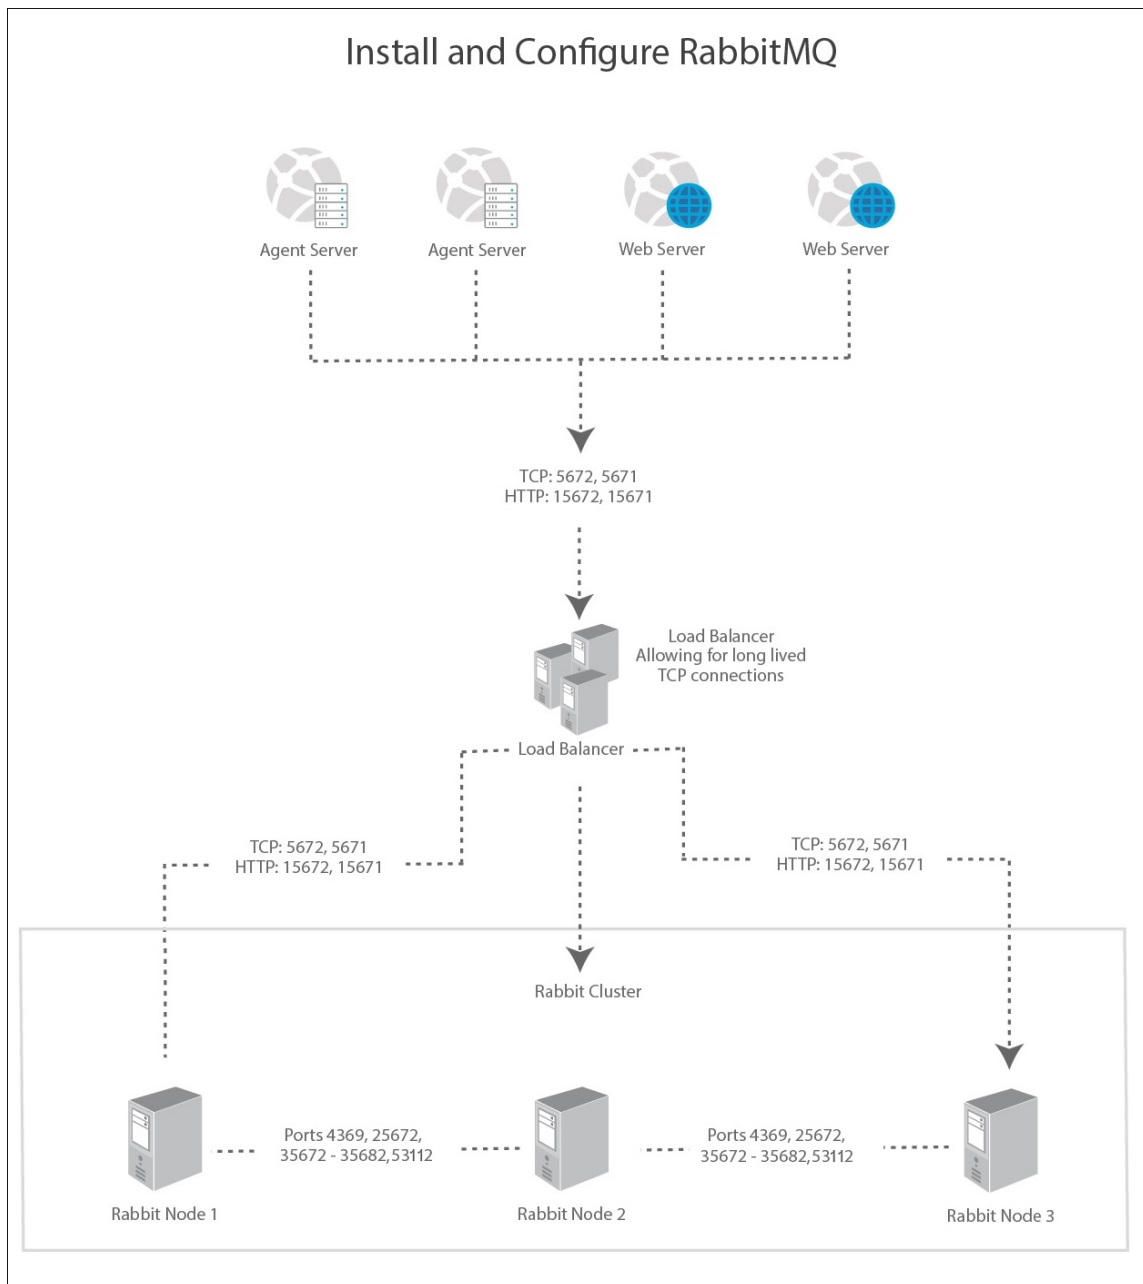 Install and Configure RabbitMQ
Agent Server
Agent Server
Web Server
Web Server
TCP: 5672, 5671
HTTP: 15672, 15671
Load Balancer
Allowing for long lived
TCP connections
Load Balancer
TCP: 5672, 5671
HTTP: 15672, 15671
TCP: 5672, 5671
HTTP: 15672, 15671
Rabbit Cluster
Ports 4369, 25672,
35672 - 35682,53112
Ports 4369, 25672,
35672 - 35682,53112
Rabbit Node 1
Rabbit Node 2
Rabbit Node 3